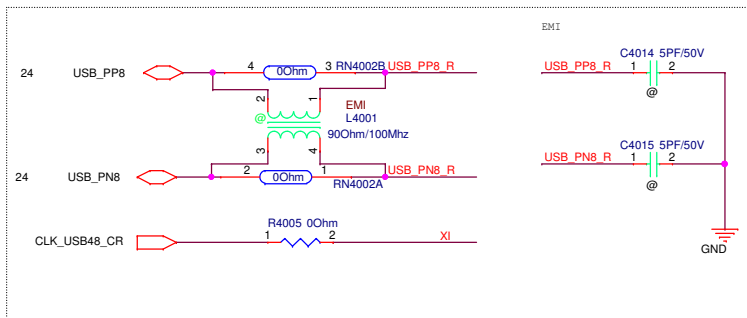 EMI
C4014 5PF/50V
24 USB_PP8 4 0Ohm 3 RN4002B USB_PP8_R
USB_PP8_R 1 2
@
2 1
EMI
@ L4001
90Ohm/100Mhz
3 4
C4015 5PF/50V
24 USB_PN8 2 0Ohm 1 USB_PN8_R
RN4002A
USB_PN8_R 1 2
@
R4005 0Ohm
CLK_USB48_CR 1 2 XI
GND